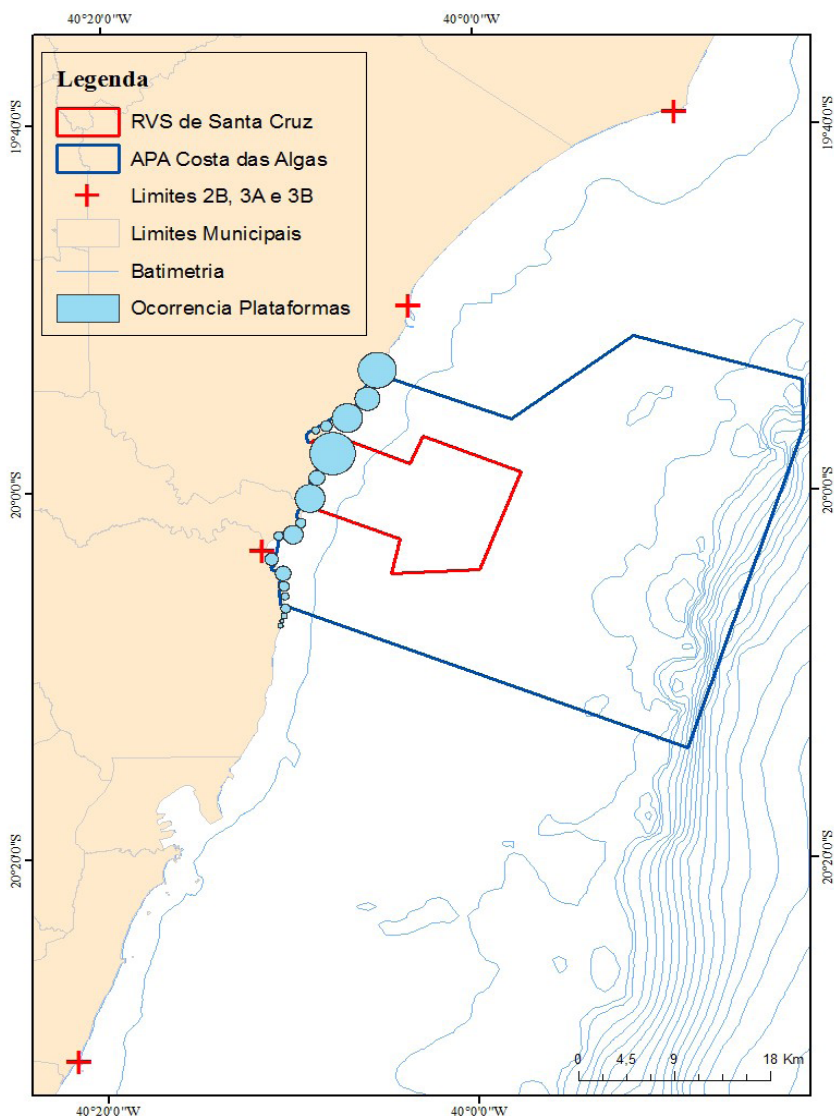 40°20'0"W
40°0'0"W
Legenda
RVS de Santa Cruz
APA Costa das Algas
Limites 2B, 3A e 3B
Limites Municipais
Batimetria
Ocorrencia Plataformas
19°40'0"S
19°40'0"S
20°0'0"S
20°0'0"S
20°20'0"S
20°20'0"S
0 4,5 9 18 Km
40°20'0"W
40°0'0"W